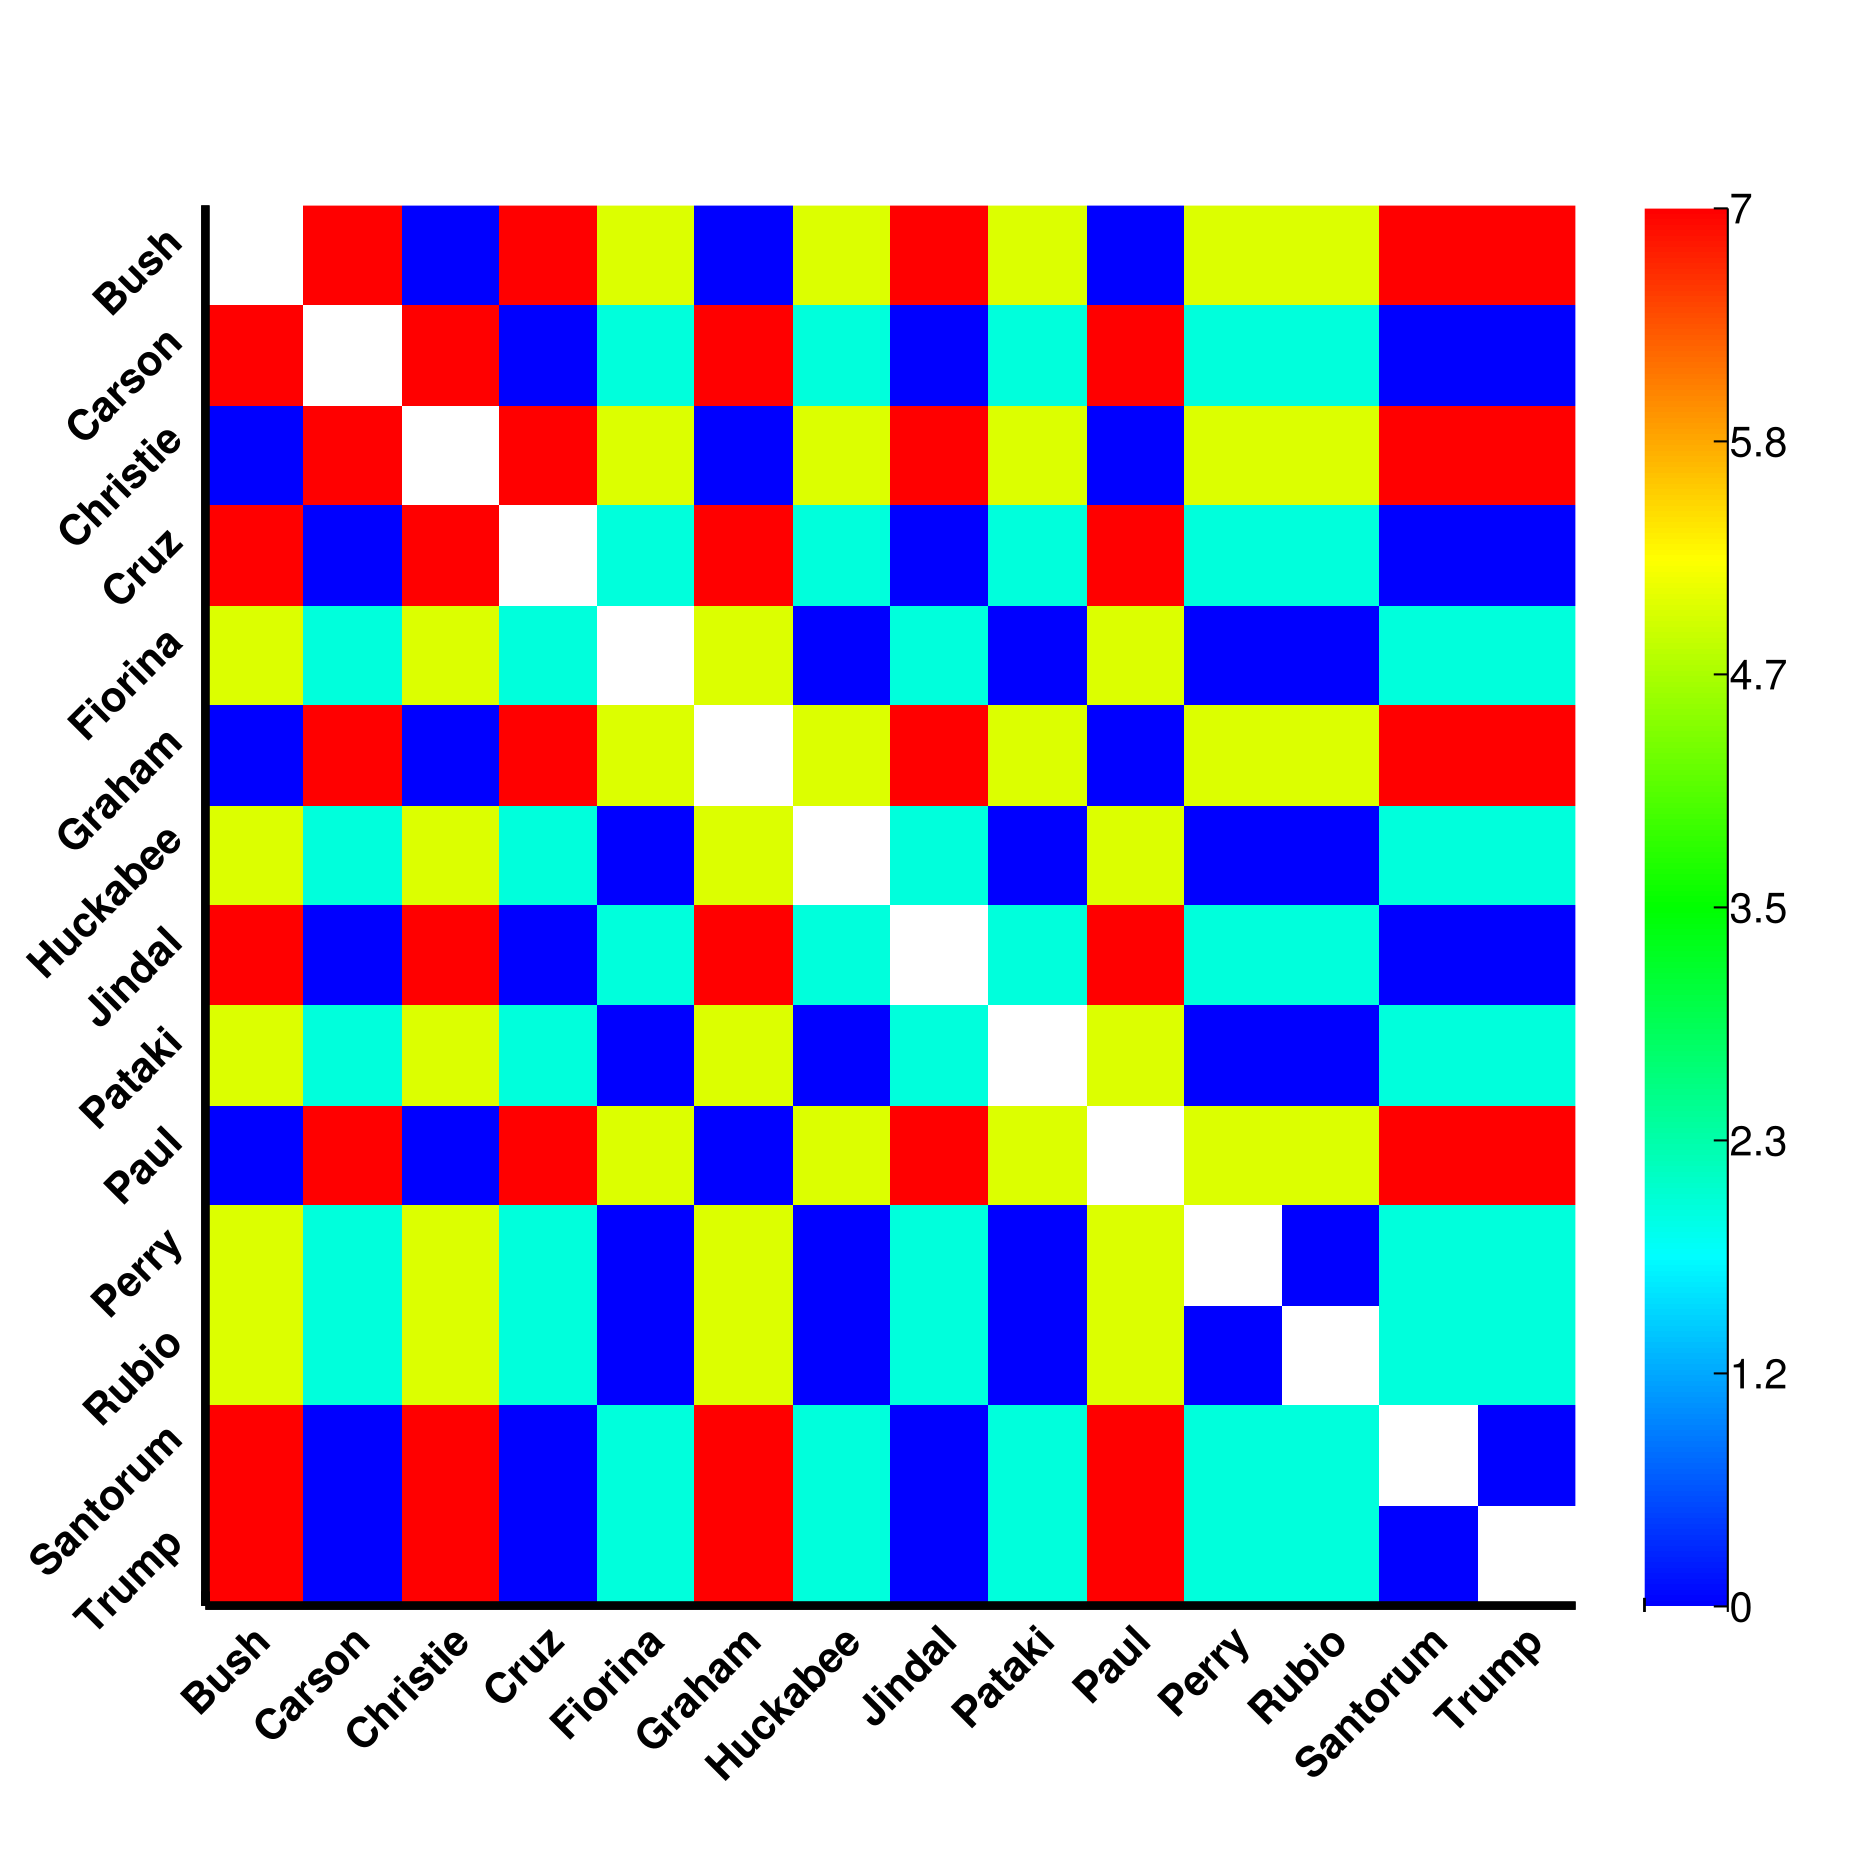 Bush
Carson
Christie
Cruz
Fiorina
Graham
Huckabee
Jindal
Pataki
Paul
Perry
Rubio
Santorum
Trump
Bush
Carson
Christie
Cruz
Fiorina
Graham
Huckabee
Jindal
Pataki
Paul
Perry
Rubio
Santorum
Trump
7
5.8
4.7
3.5
2.3
1.2
0